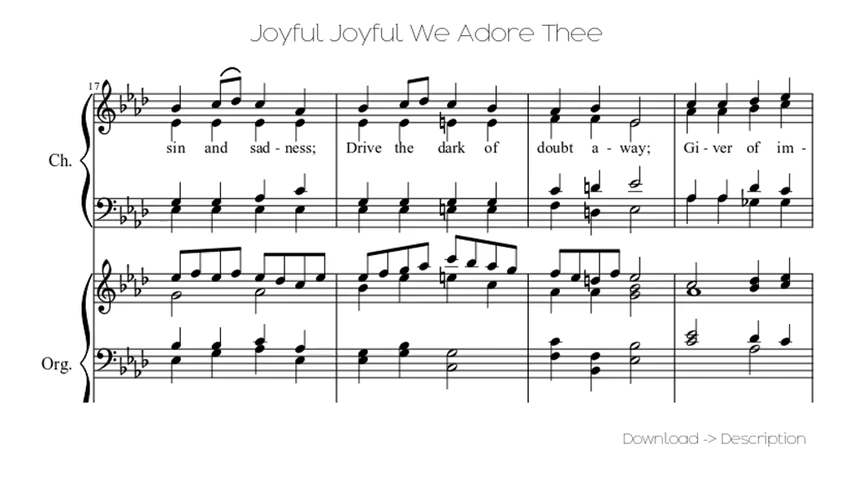 Joyful Joyful We Adore Thee
17
Ch.
sin and sad - ness; Drive the dark of doubt a - way; Gi - ver of im -
Org.
Download -> Description